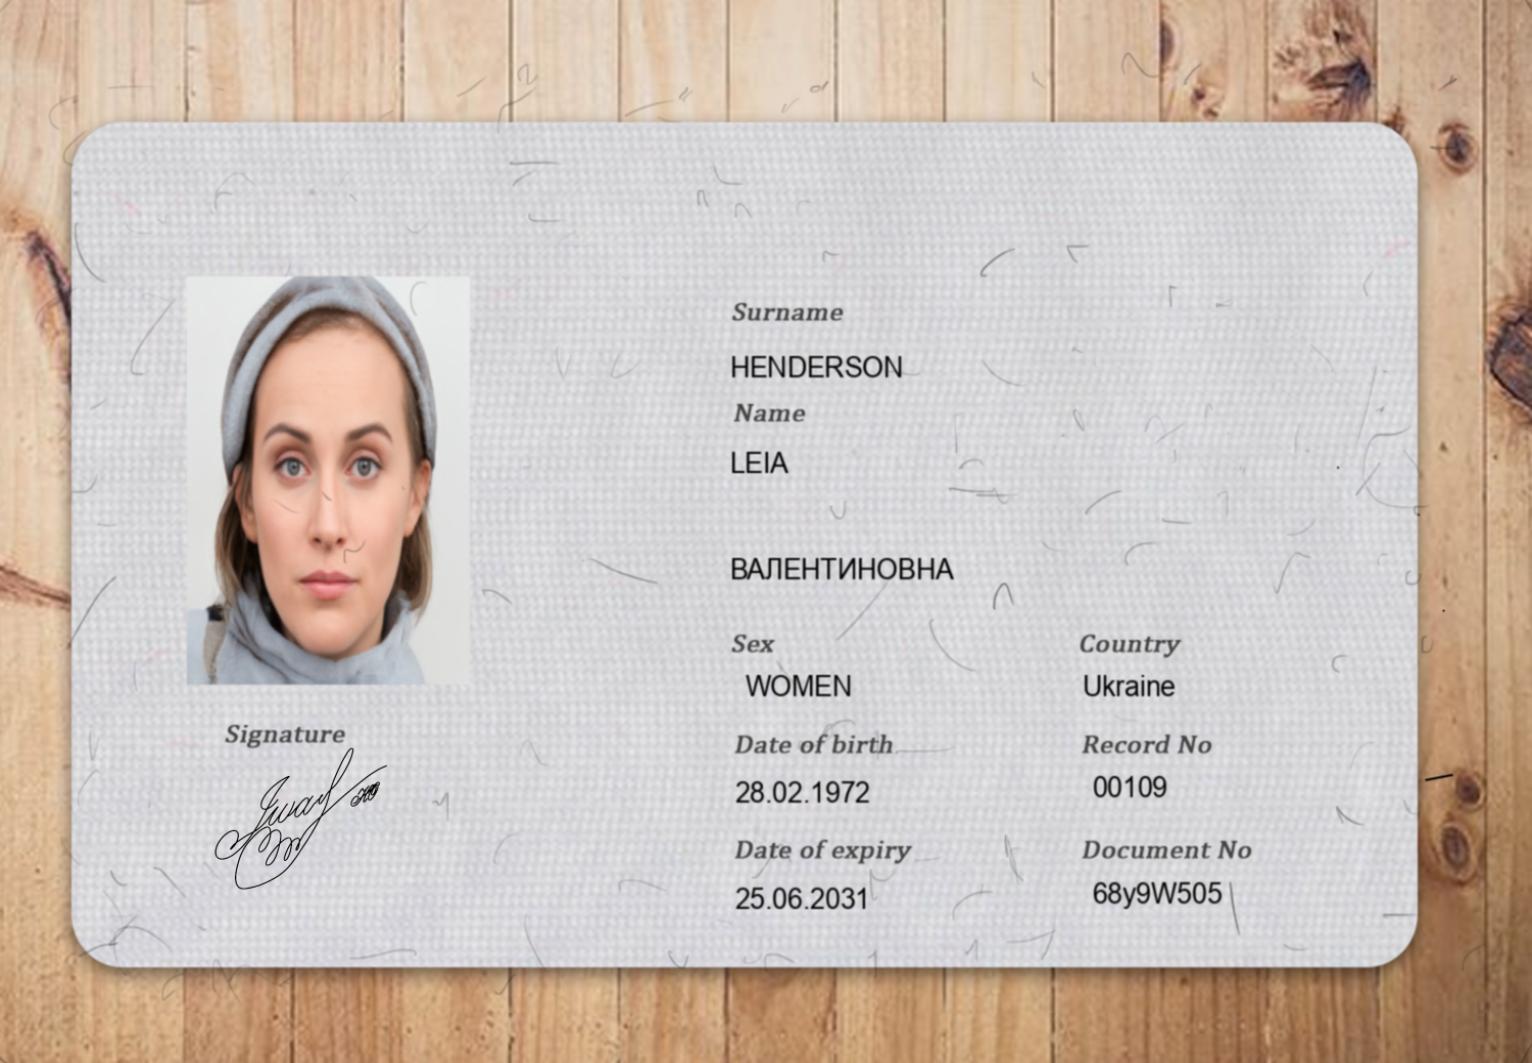 Surname
HENDERSON
Name
LEIA
ВАЛЕНТИНОВНА
Sex
WOMEN
Country
Ukraine
Date of birth
28.02.1972
Record No
00109
Date of expiry
25.06.2031
Document No
68y9W505
Signature